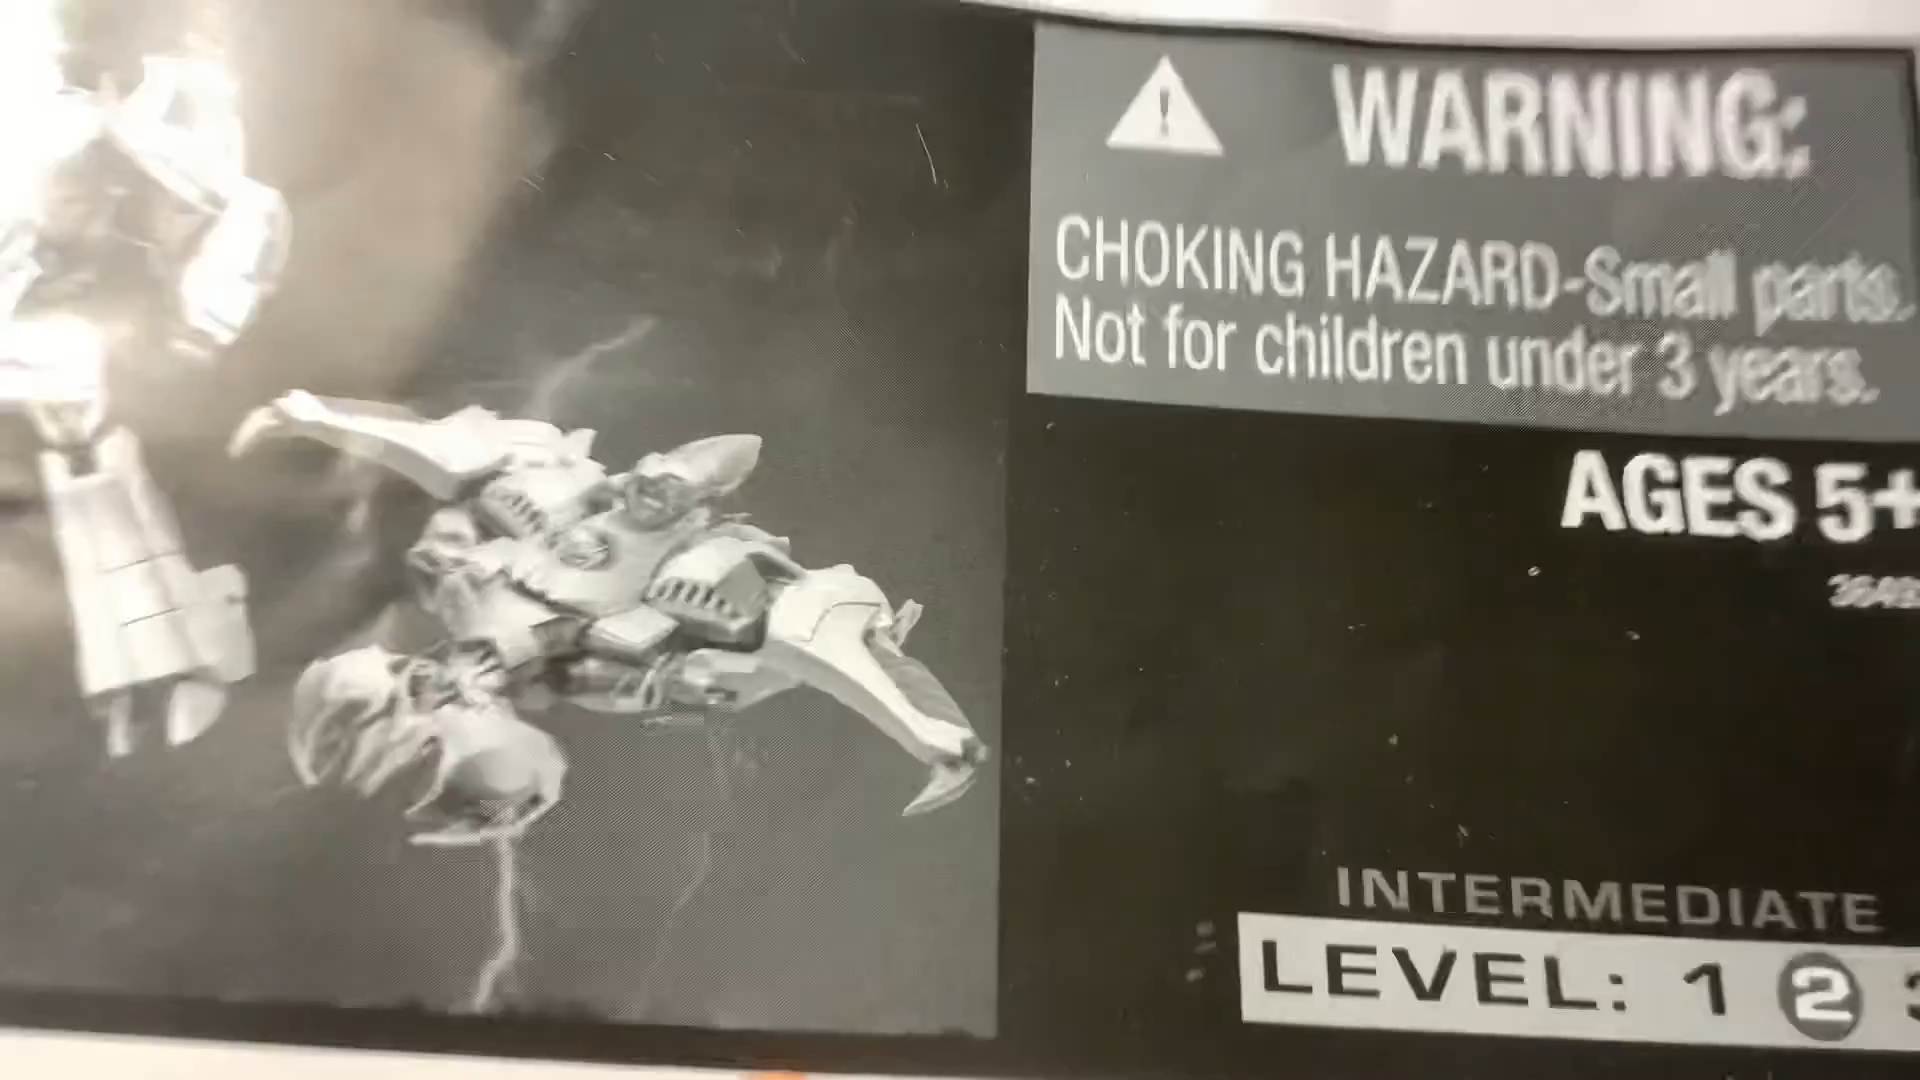 WARNING:
CHOKING HAZARD-Small parts.
Not for children under 3 years.
AGES 5+
INTERMEDIATE
LEVEL: 1 2